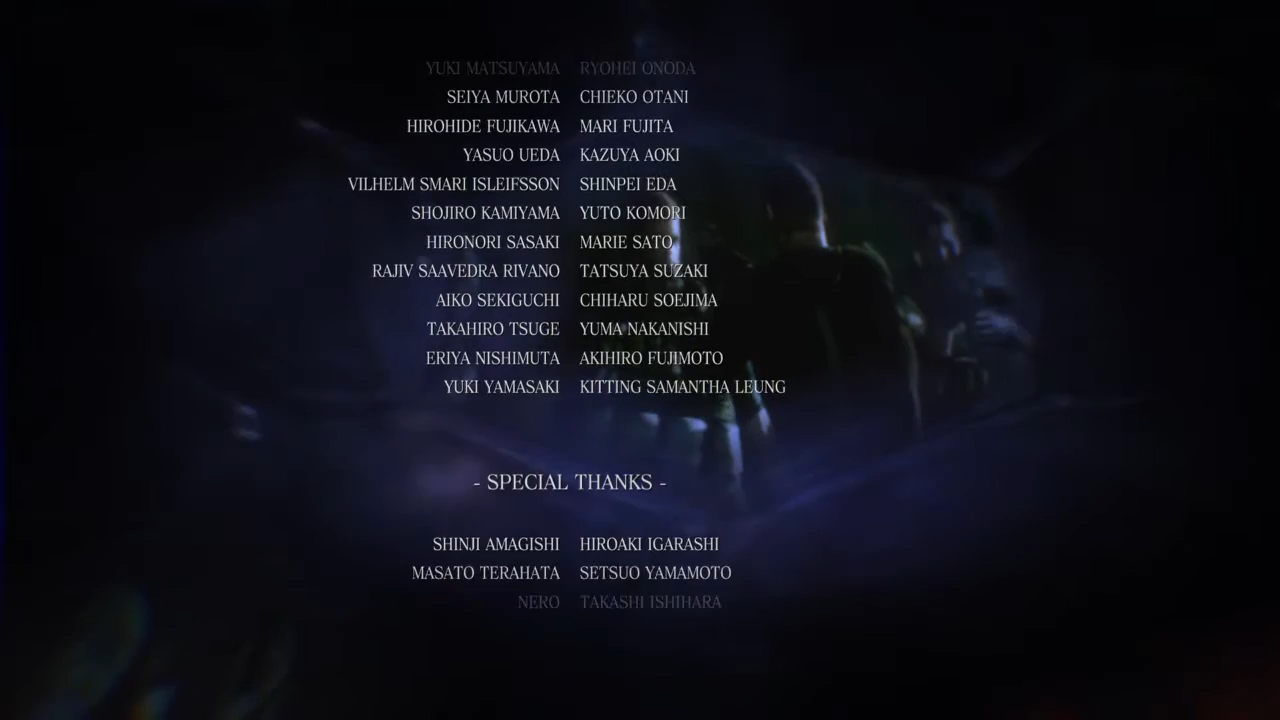 YUKI MATSUYAMA RYOHEI ONODA
SEIYA MUROTA CHIEKO OTANI
HIROHIDE FUJIKAWA MARI FUJITA
YASUO UEDA KAZUYA AOKI
VILHELM SMARI ISLEIFSSON SHINPEI EDA
SHOJIRO KAMIYAMA YUTO KOMORI
HIRONORI SASAKI MARIE SATO
RAJIV SAAVEDRA RIVANO TATSUYA SUZAKI
AIKO SEKIGUCHI CHIHARU SOEJIMA
TAKAHIRO TSUGE YUMA NAKANISHI
ERIYA NISHIMUTA AKIHIRO FUJIMOTO
YUKI YAMASAKI KITTING SAMANTHA LEUNG
- SPECIAL THANKS -
SHINJI AMAGISHI HIROAKI IGARASHI
MASATO TERAHATA SETSUO YAMAMOTO
NERO TAKASHI ISHIHARA